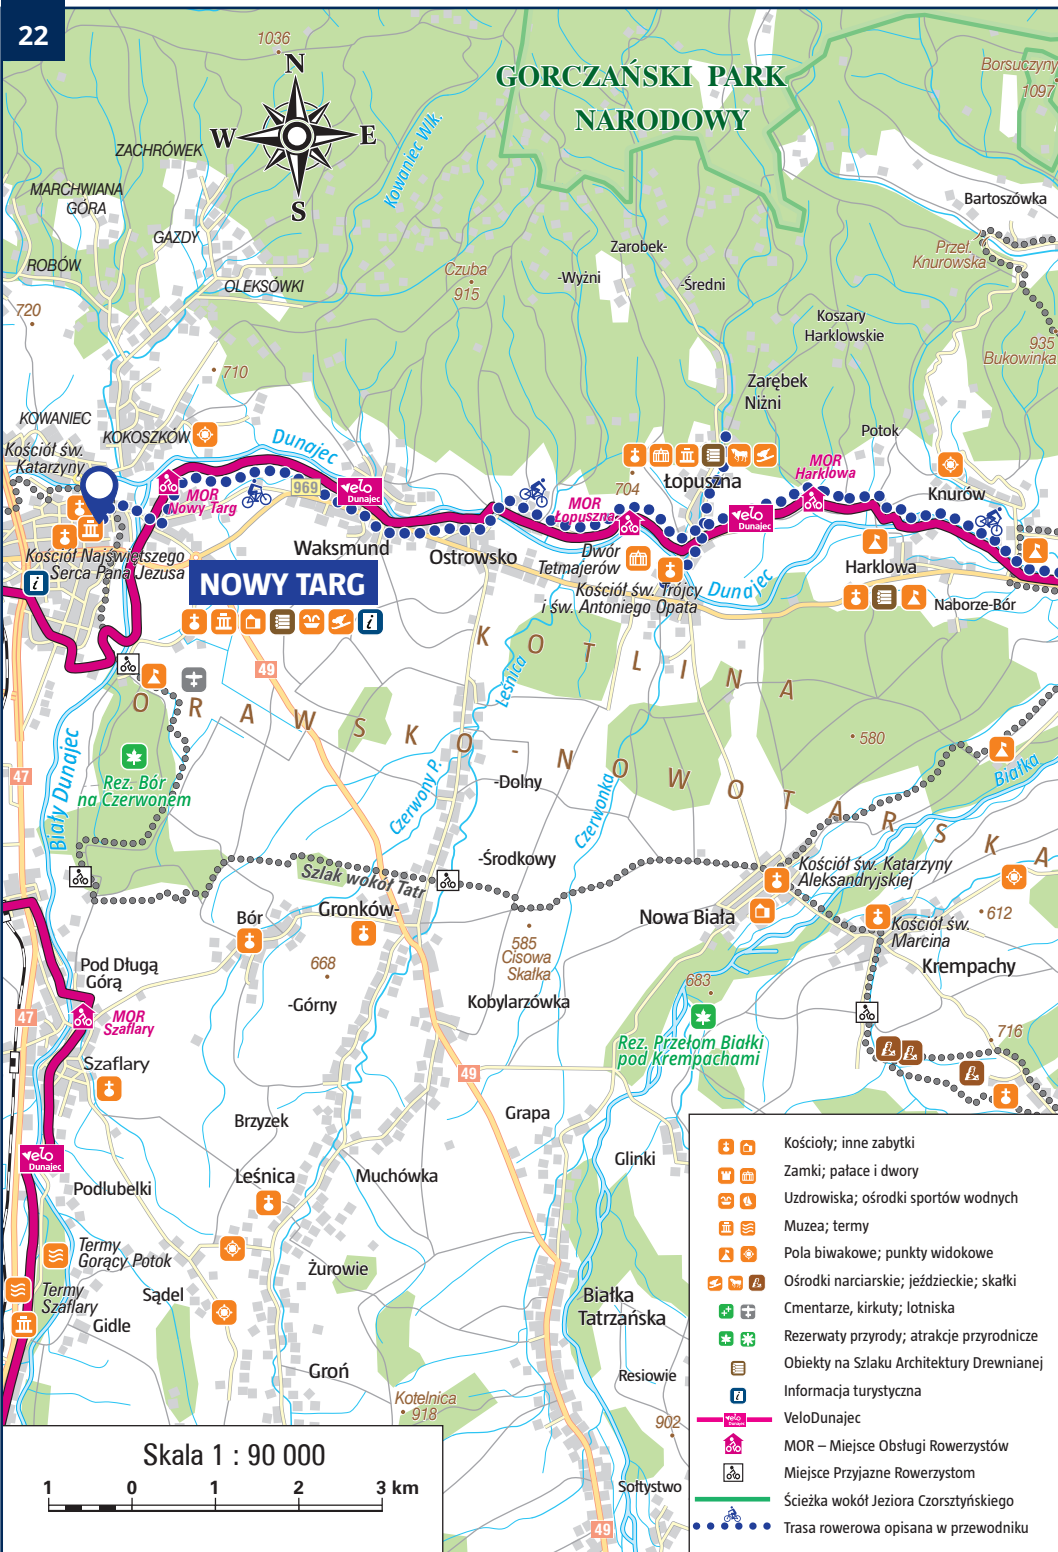 22
1036
N
W
E
S
GORCZAŃSKI PARK
NARODOWY
Borsuczyny
1097
Kowaniec Wlk.
ZACHRÓWEK
MARCHWIANA
GÓRA
GAZDY
ROBÓW
OLEKSÓWKI
720
710
Czuba
915
Zarobek-
-Wyżni
-Średni
Bartoszówka
Przeł.
Knurowska
Koszary
Harklowskie
935
Bukowinka
Zarębek
Niżni
KOWANIEC
KOKOSZKÓW
Kościół św.
Katarzyny
Dunajec
MOR
Nowy Targ
969
velo
Dunajec
704
Łopuszna
MOR
Łopuszna
MOR
Harklowa
Potok
Knurów
velo
Dunajec
Waksmund
Ostrowsko
Dwór
Tetmajerów
Kościół św. Trójcy
i św. Antoniego Opata
Dunajec
Harklowa
Naborze-Bór
Kościół Najświętszego
Serca Pana Jezusa
NOWY TARG
49
KOTLINA
ORAWSKO-NOWOTARSKA
Leśnica
580
Białka
47
Biały Dunajec
Rez. Bór
na Czerwonem
Czerwony P.
-Dolny
Czerwonka
-Środkowy
Szlak wokół Tatr
Kościół św. Katarzyny
Aleksandryjskiej
Bór
Gronków-
Nowa Biała
612
Kościół św.
Marcina
Krempachy
585
Cisowa
Skałka
668
-Górny
Kobylarzówka
683
Rez. Przełom Białki
pod Krempachami
716
Pod Długą
Górą
47
MOR
Szaflary
Szaflary
49
Brzyzek
Grapa
Glinki
velo
Dunajec
Leśnica
Muchówka
Podlubelki
Termy
Gorący Potok
Termy
Szaflary
Sądel
Gidle
Żurowie
Białka
Tatrzańska
Groń
Resiowie
Kotelnica
918
902
Sołtystwo
49
Skala 1 : 90 000
1 0 1 2 3 km
Kościoły; inne zabytki
Zamki; pałace i dwory
Uzdrowiska; ośrodki sportów wodnych
Muzea; termy
Pola biwakowe; punkty widokowe
Ośrodki narciarskie; jeździeckie; skałki
Cmentarze, kirkuty; lotniska
Rezerwaty przyrody; atrakcje przyrodnicze
Obiekty na Szlaku Architektury Drewnianej
Informacja turystyczna
velo
Dunajec
VeloDunajec
MOR – Miejsce Obsługi Rowerzystów
Miejsce Przyjazne Rowerzystom
Ścieżka wokół Jeziora Czorsztyńskiego
Trasa rowerowa opisana w przewodniku